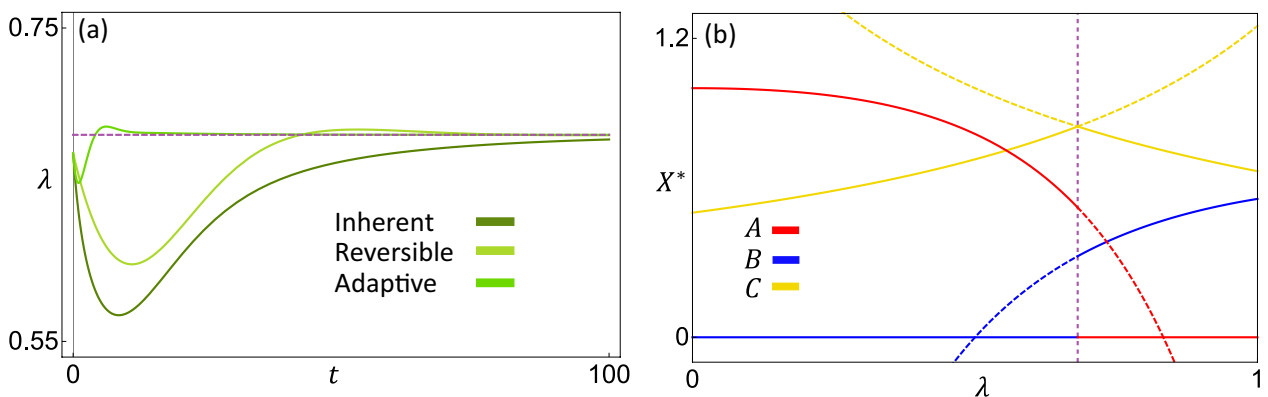 0.75
(a)
λ
0.55
0
t
100
Inherent
Reversible
Adaptive
(b)
1.2
X*
0
A
B
C
0
λ
1